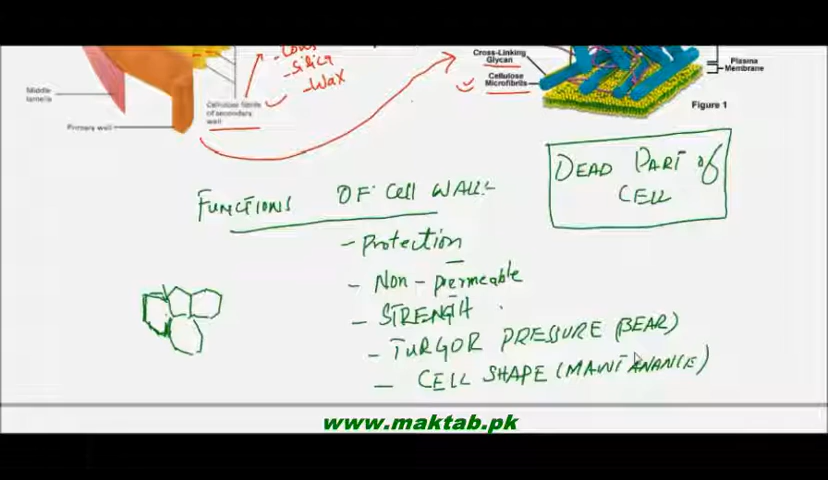 - Silica
- Wax
Cross-Linking
Glycan
Cellulose
Microfibrils
Plasma
Membrane
Figure 1
Middle
lamella
Primary wall
Cellulose fibrils
of secondary
wall
DEAD PART of
CELL
FUNCTIONS OF Cell WALL
- Protection
- Non-permeable
- STRENGTH
- TURGOR PRESSURE (BEAR)
- CELL SHAPE (MAINTANANCE)
www.maktab.pk